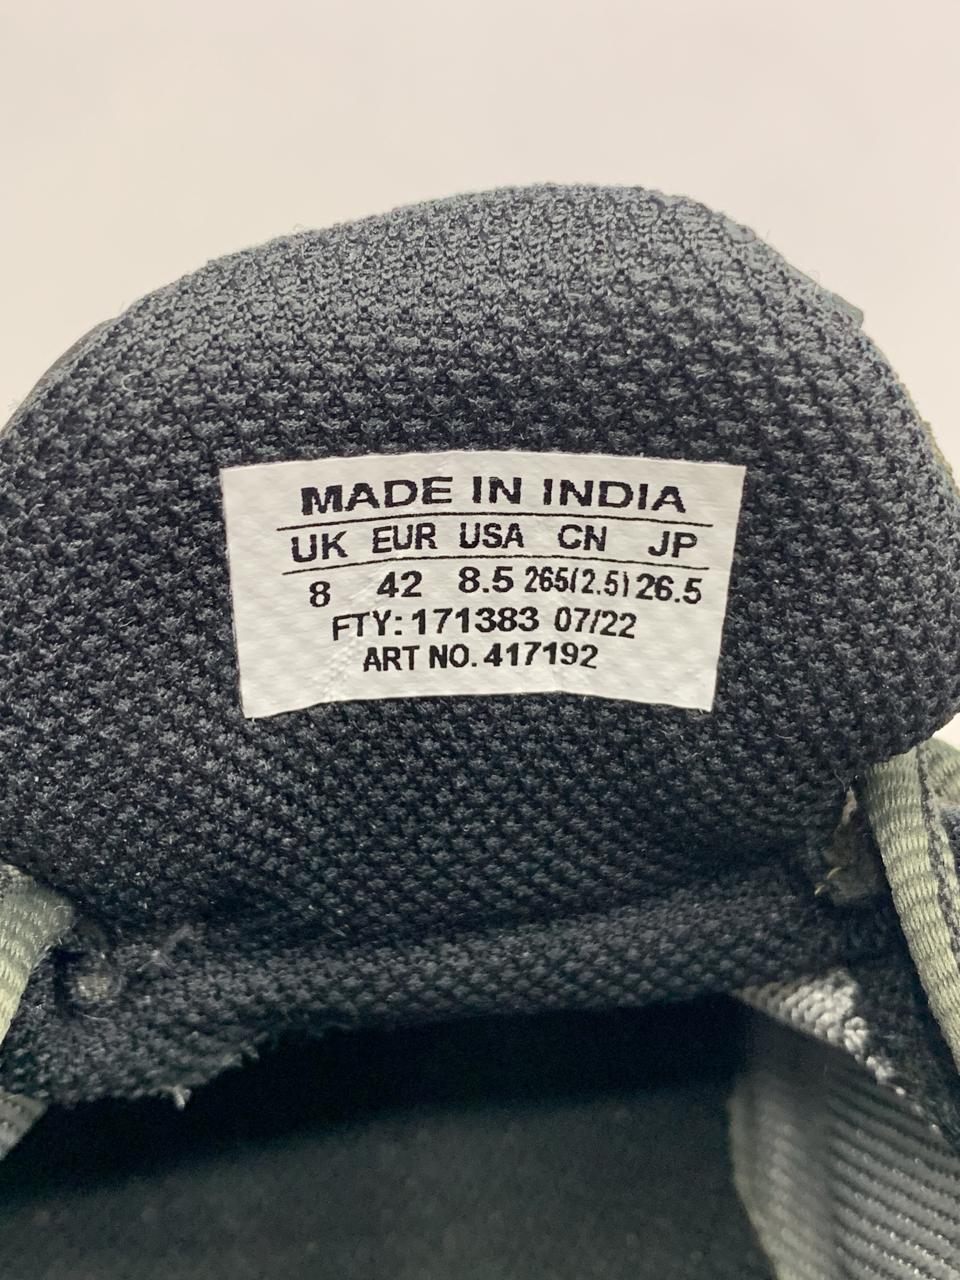 MADE IN INDIA
UK EUR USA CN JP
8 42 8.5 265(2.5) 26.5
FTY: 171383 07/22
ART NO. 417192